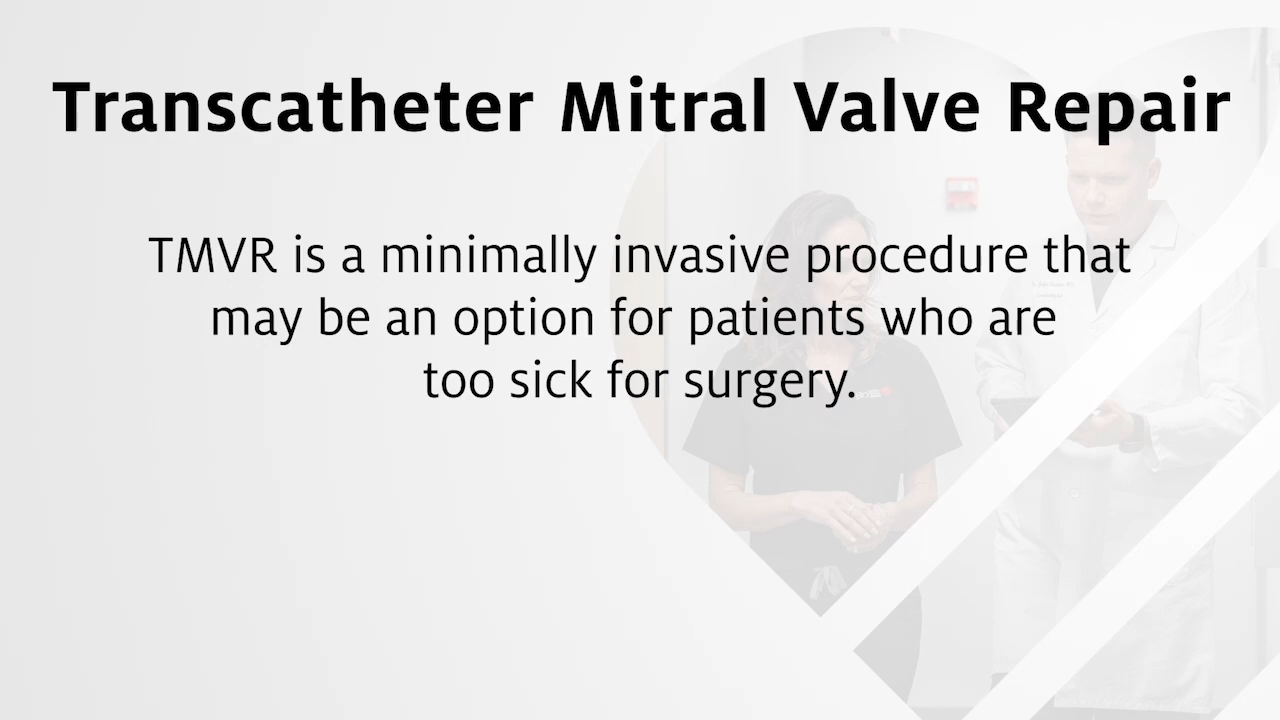 Transcatheter Mitral Valve Repair
TMVR is a minimally invasive procedure that
may be an option for patients who are
too sick for surgery.